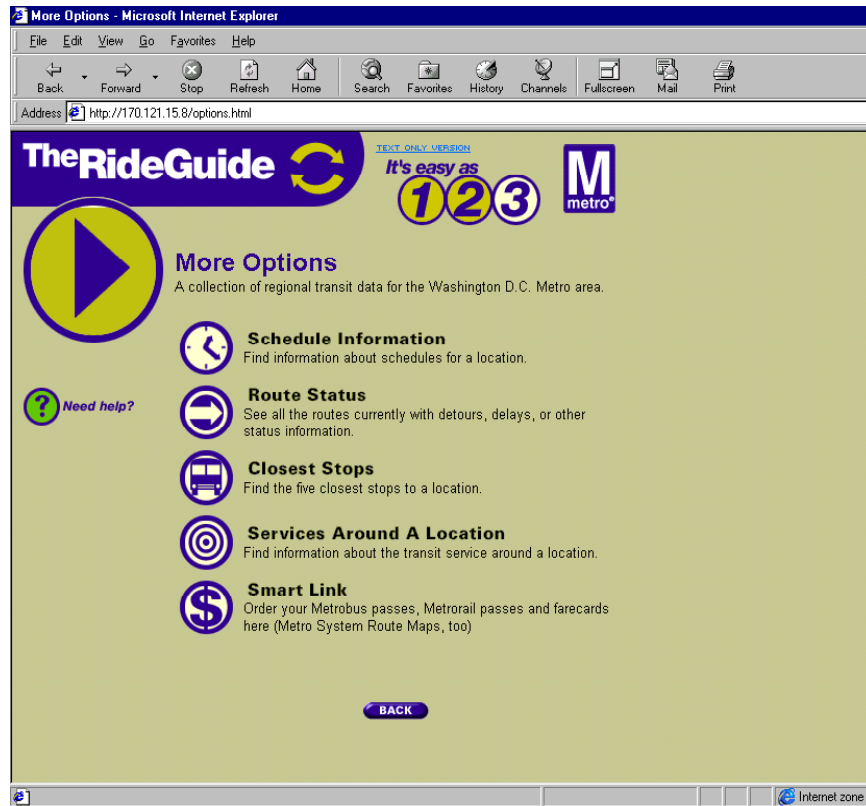 More Options - Microsoft Internet Explorer
File Edit View Go Favorites Help
Back Forward Stop Refresh Home Search Favorites History Channels Fullscreen Mail Print
Address http://170.121.15.8/options.html
TheRideGuide
TEXT ONLY VERSION
It's easy as
1 2 3
M
metro®
More Options
A collection of regional transit data for the Washington D.C. Metro area.
Schedule Information
Find information about schedules for a location.
Need help?
Route Status
See all the routes currently with detours, delays, or other
status information.
Closest Stops
Find the five closest stops to a location.
Services Around A Location
Find information about the transit service around a location.
Smart Link
Order your Metrobus passes, Metrorail passes and farecards
here (Metro System Route Maps, too)
BACK
Internet zone